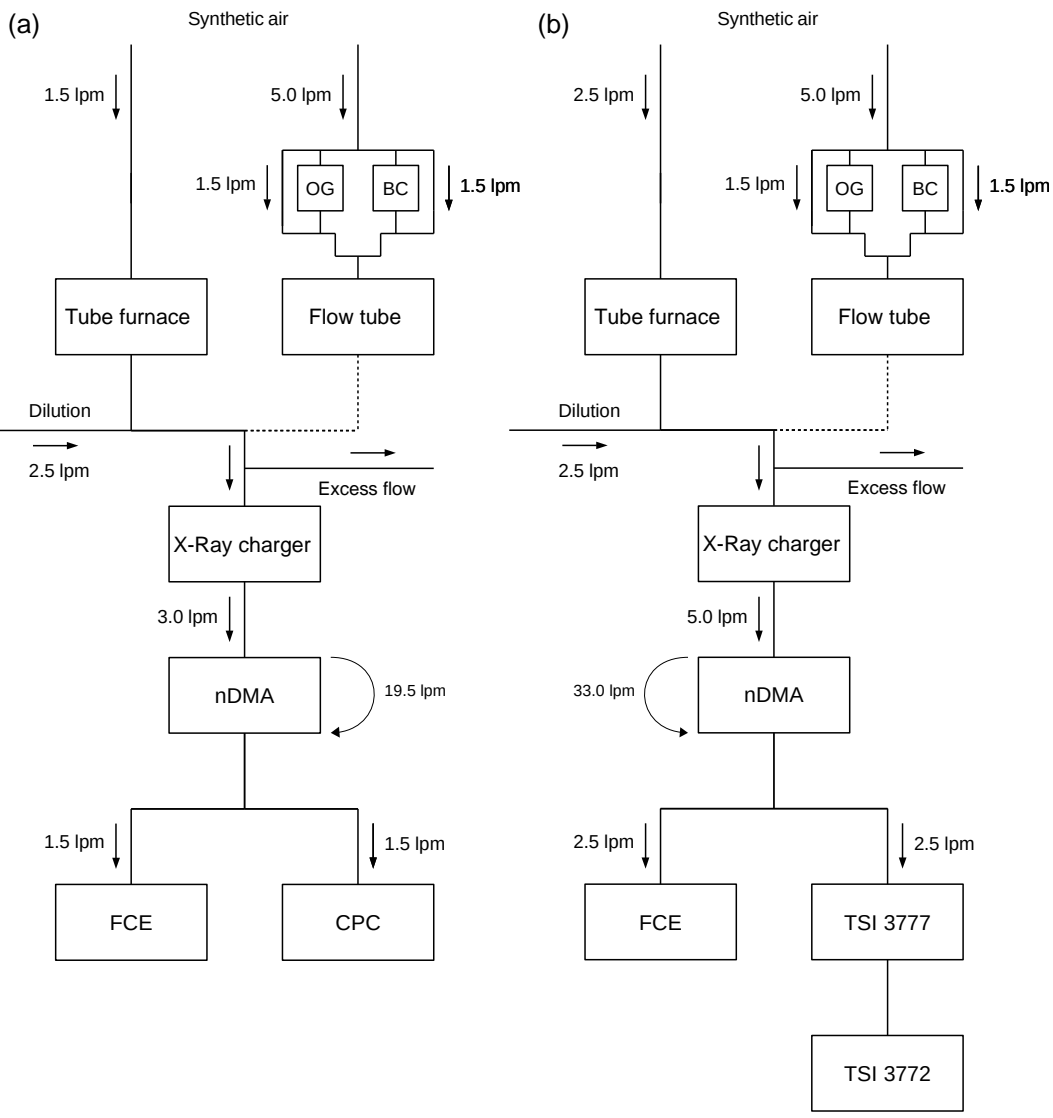 (a)
Synthetic air
1.5 lpm
5.0 lpm
1.5 lpm
OG
BC
1.5 lpm
Tube furnace
Flow tube
Dilution
2.5 lpm
Excess flow
X-Ray charger
3.0 lpm
nDMA
19.5 lpm
1.5 lpm
1.5 lpm
FCE
CPC
(b)
Synthetic air
2.5 lpm
5.0 lpm
1.5 lpm
OG
BC
1.5 lpm
Tube furnace
Flow tube
Dilution
2.5 lpm
Excess flow
X-Ray charger
5.0 lpm
33.0 lpm
nDMA
2.5 lpm
2.5 lpm
FCE
TSI 3777
TSI 3772